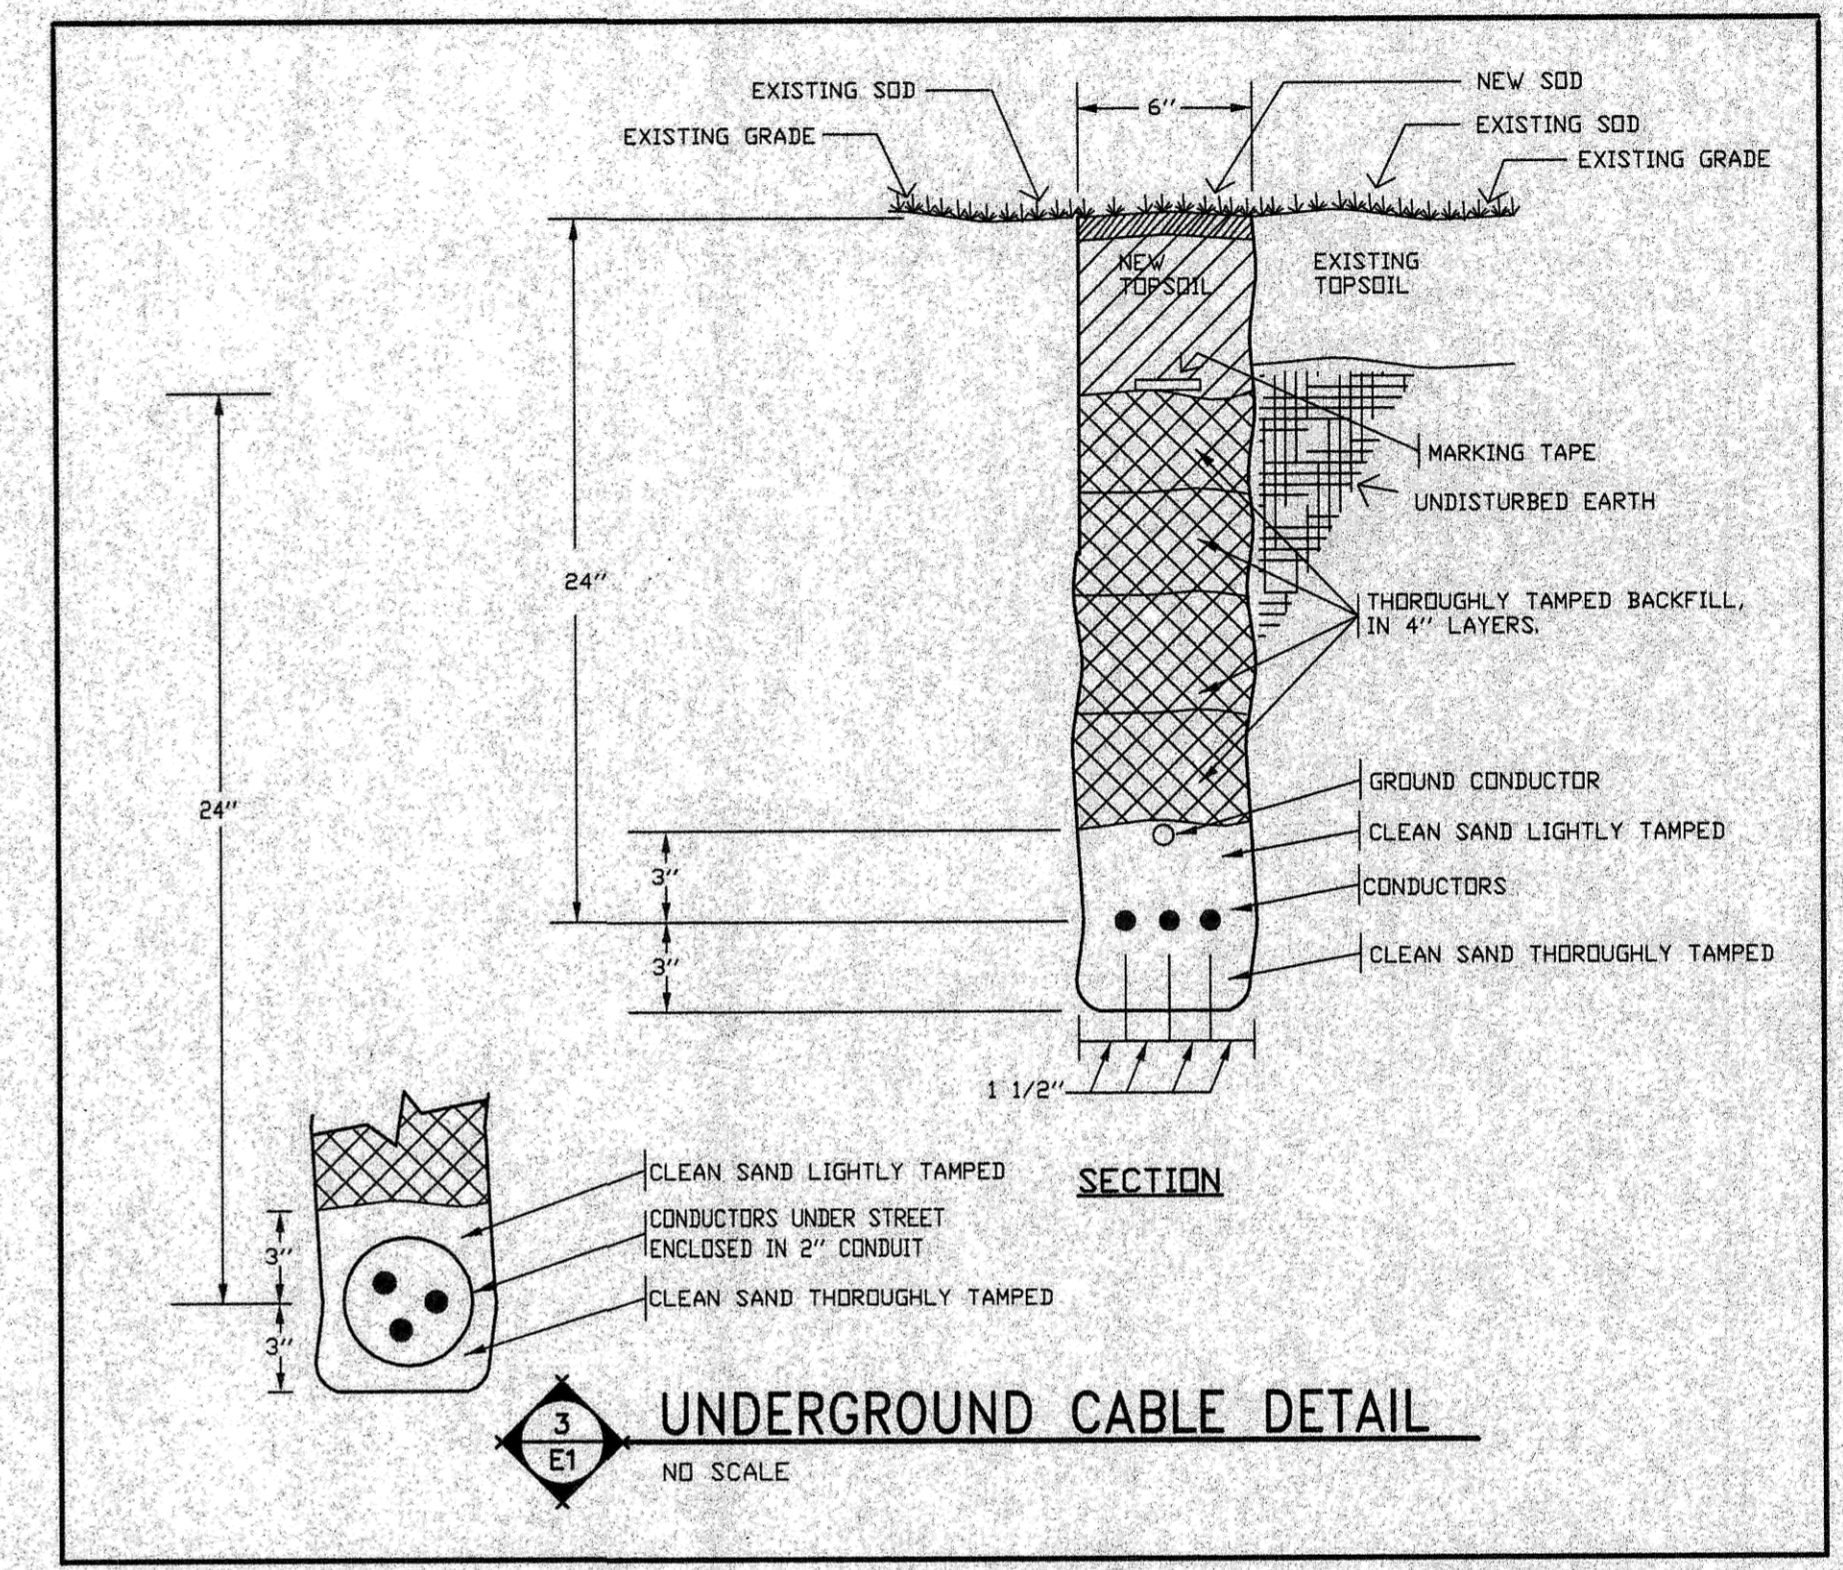 EXISTING SOD
EXISTING GRADE
6"
NEW SOD
EXISTING SOD
EXISTING GRADE
NEW
TOPSOIL
EXISTING
TOPSOIL
MARKING TAPE
UNDISTURBED EARTH
24"
THOROUGHLY TAMPED BACKFILL,
IN 4" LAYERS.
24"
GROUND CONDUCTOR
CLEAN SAND LIGHTLY TAMPED
3"
CONDUCTORS
CLEAN SAND THOROUGHLY TAMPED
3"
1 1/2"
SECTION
CLEAN SAND LIGHTLY TAMPED
CONDUCTORS UNDER STREET
ENCLOSED IN 2" CONDUIT
3"
CLEAN SAND THOROUGHLY TAMPED
3"
3
E1
UNDERGROUND CABLE DETAIL
NO SCALE